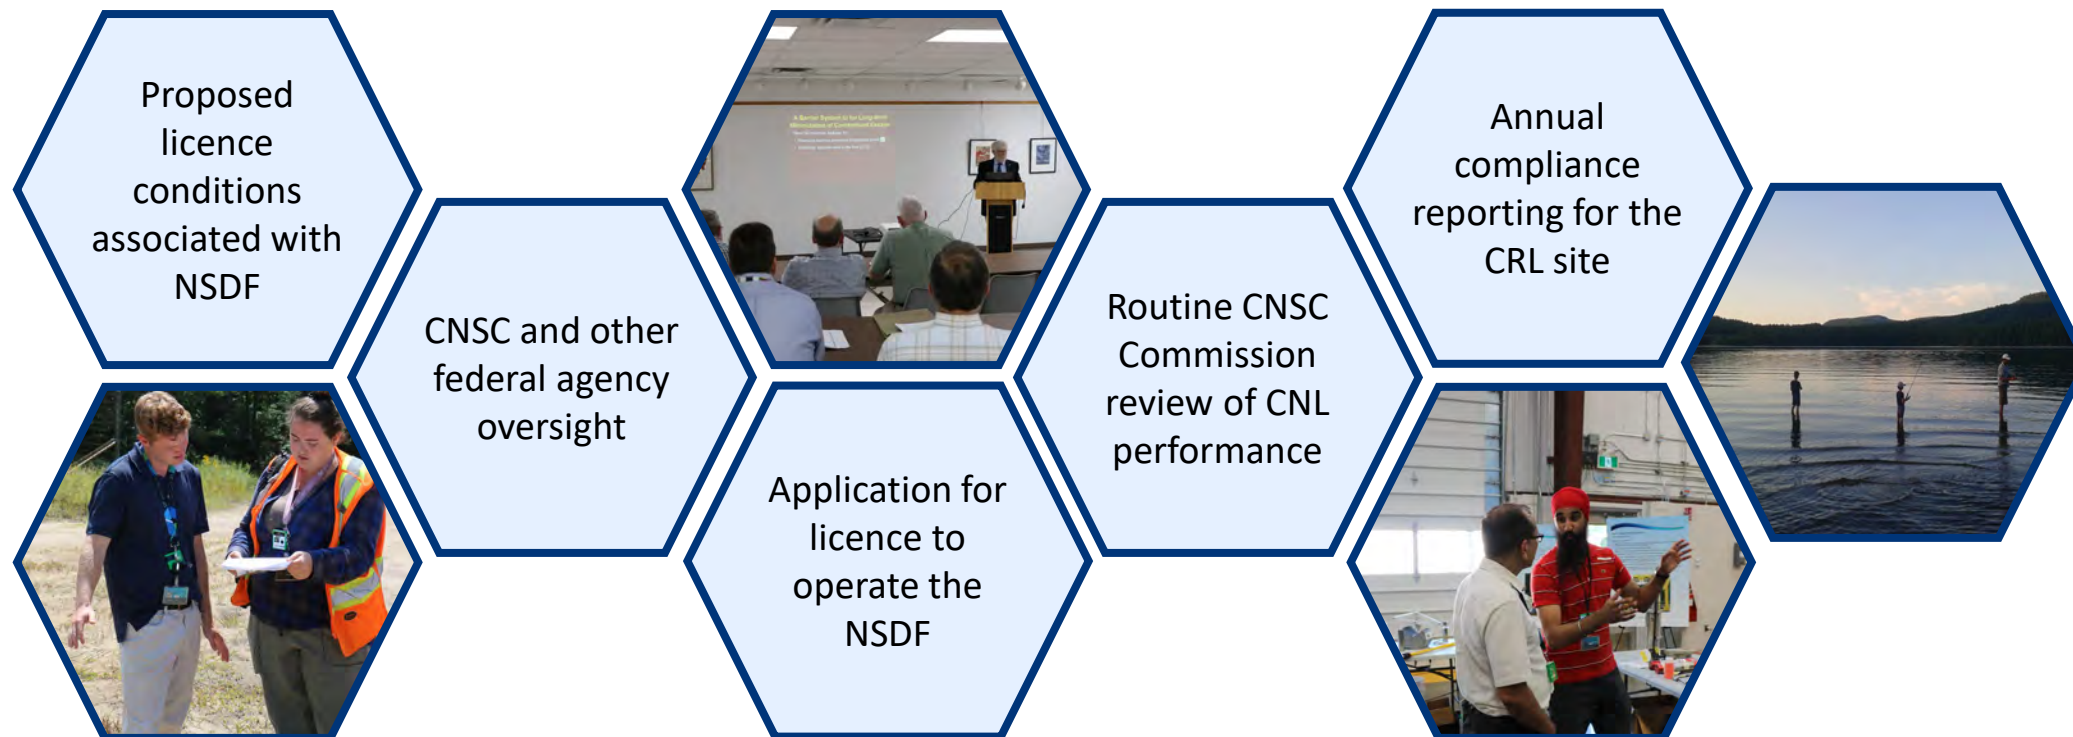 Proposed
licence
conditions
associated with
NSDF
CNSC and other
federal agency
oversight
Application for
licence to
operate the
NSDF
Routine CNSC
Commission
review of CNL
performance
Annual
compliance
reporting for the
CRL site